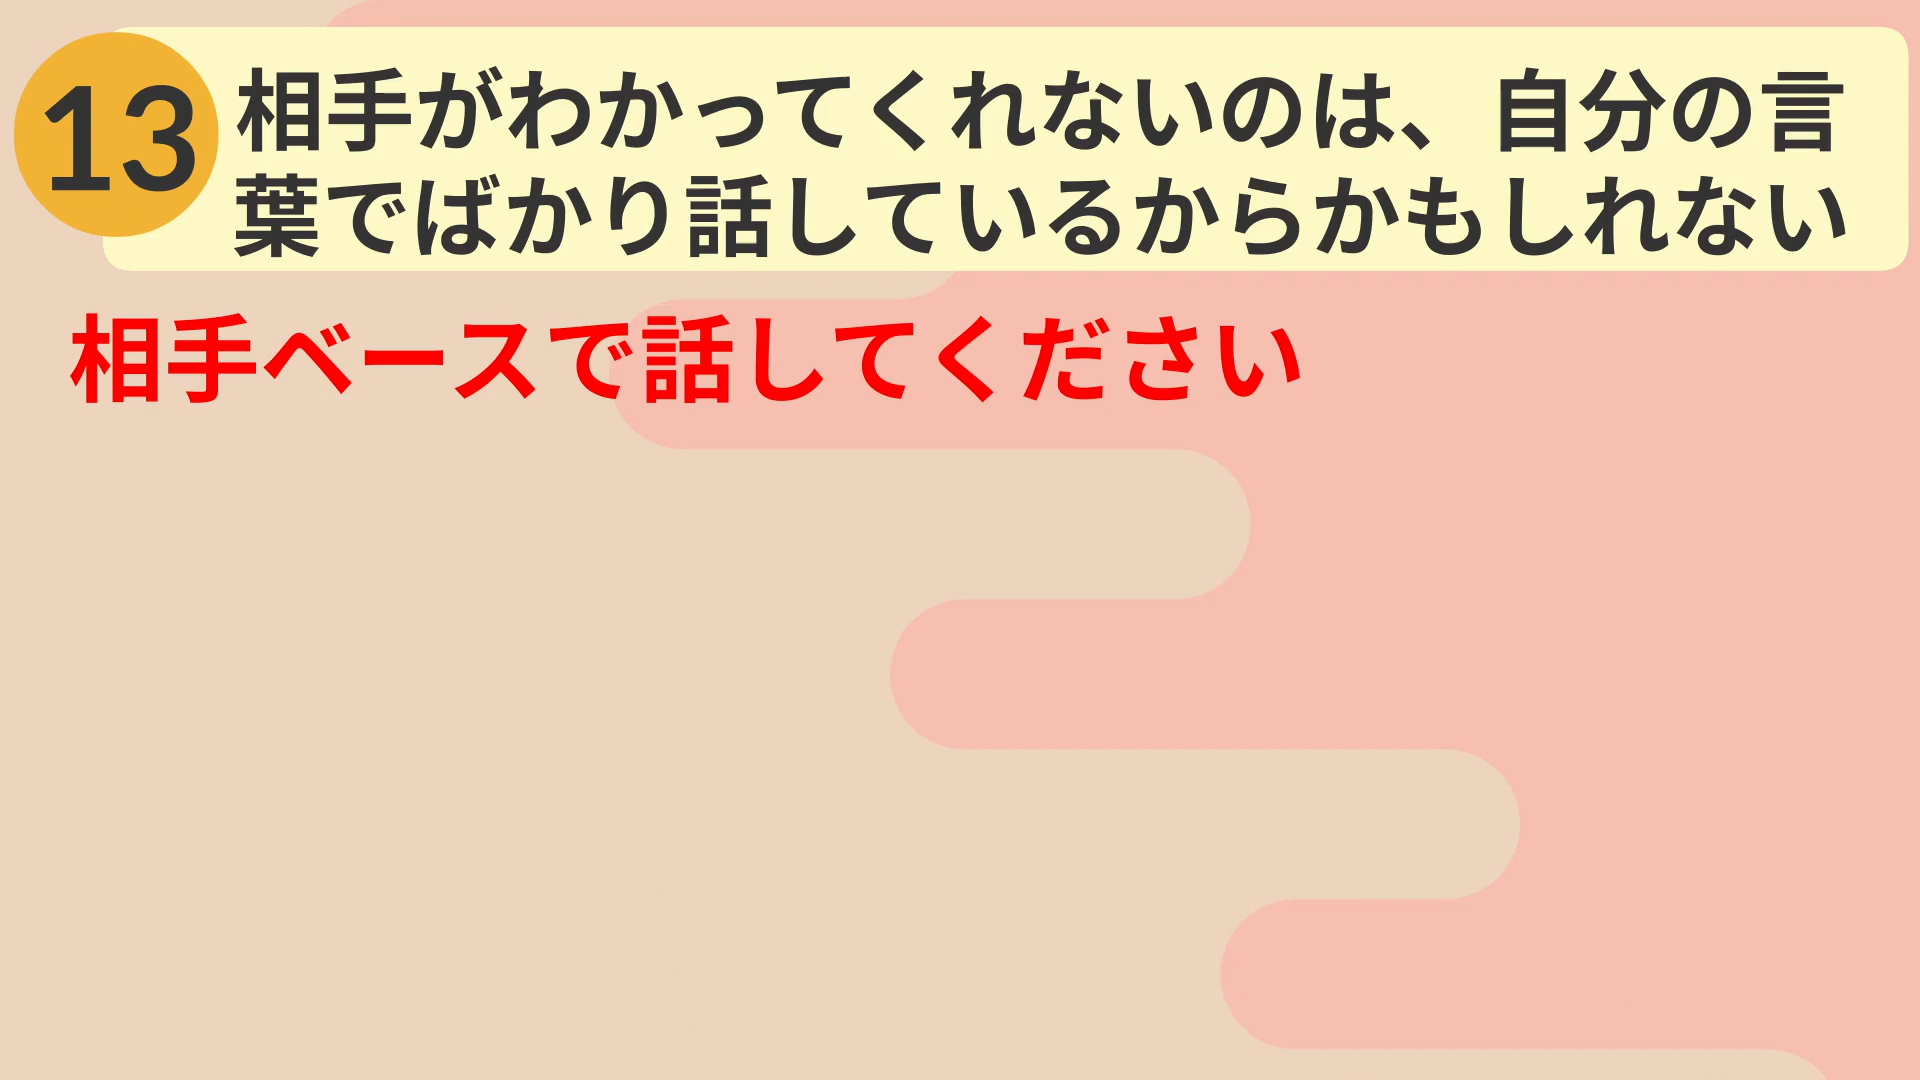 13
相手がわかってくれないのは、自分の言
葉でばかり話しているからかもしれない
相手ベースで話してください